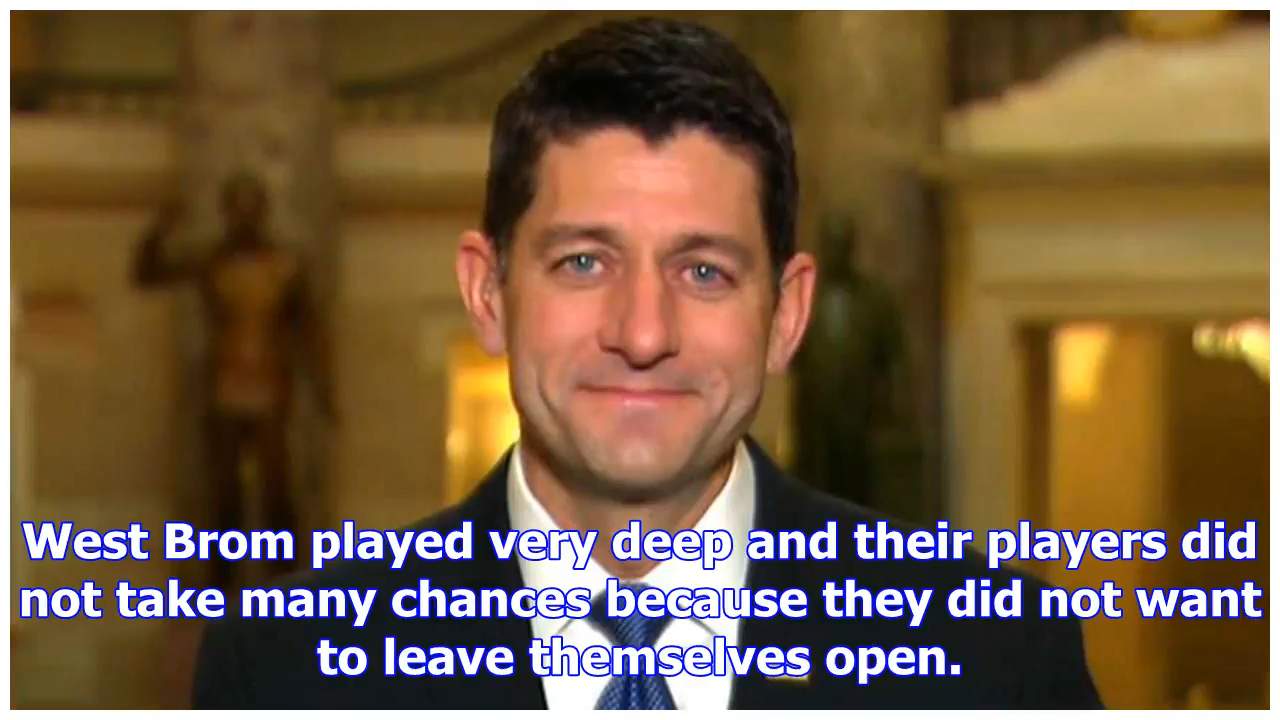 West Brom played very deep and their players did
not take many chances because they did not want
to leave themselves open.